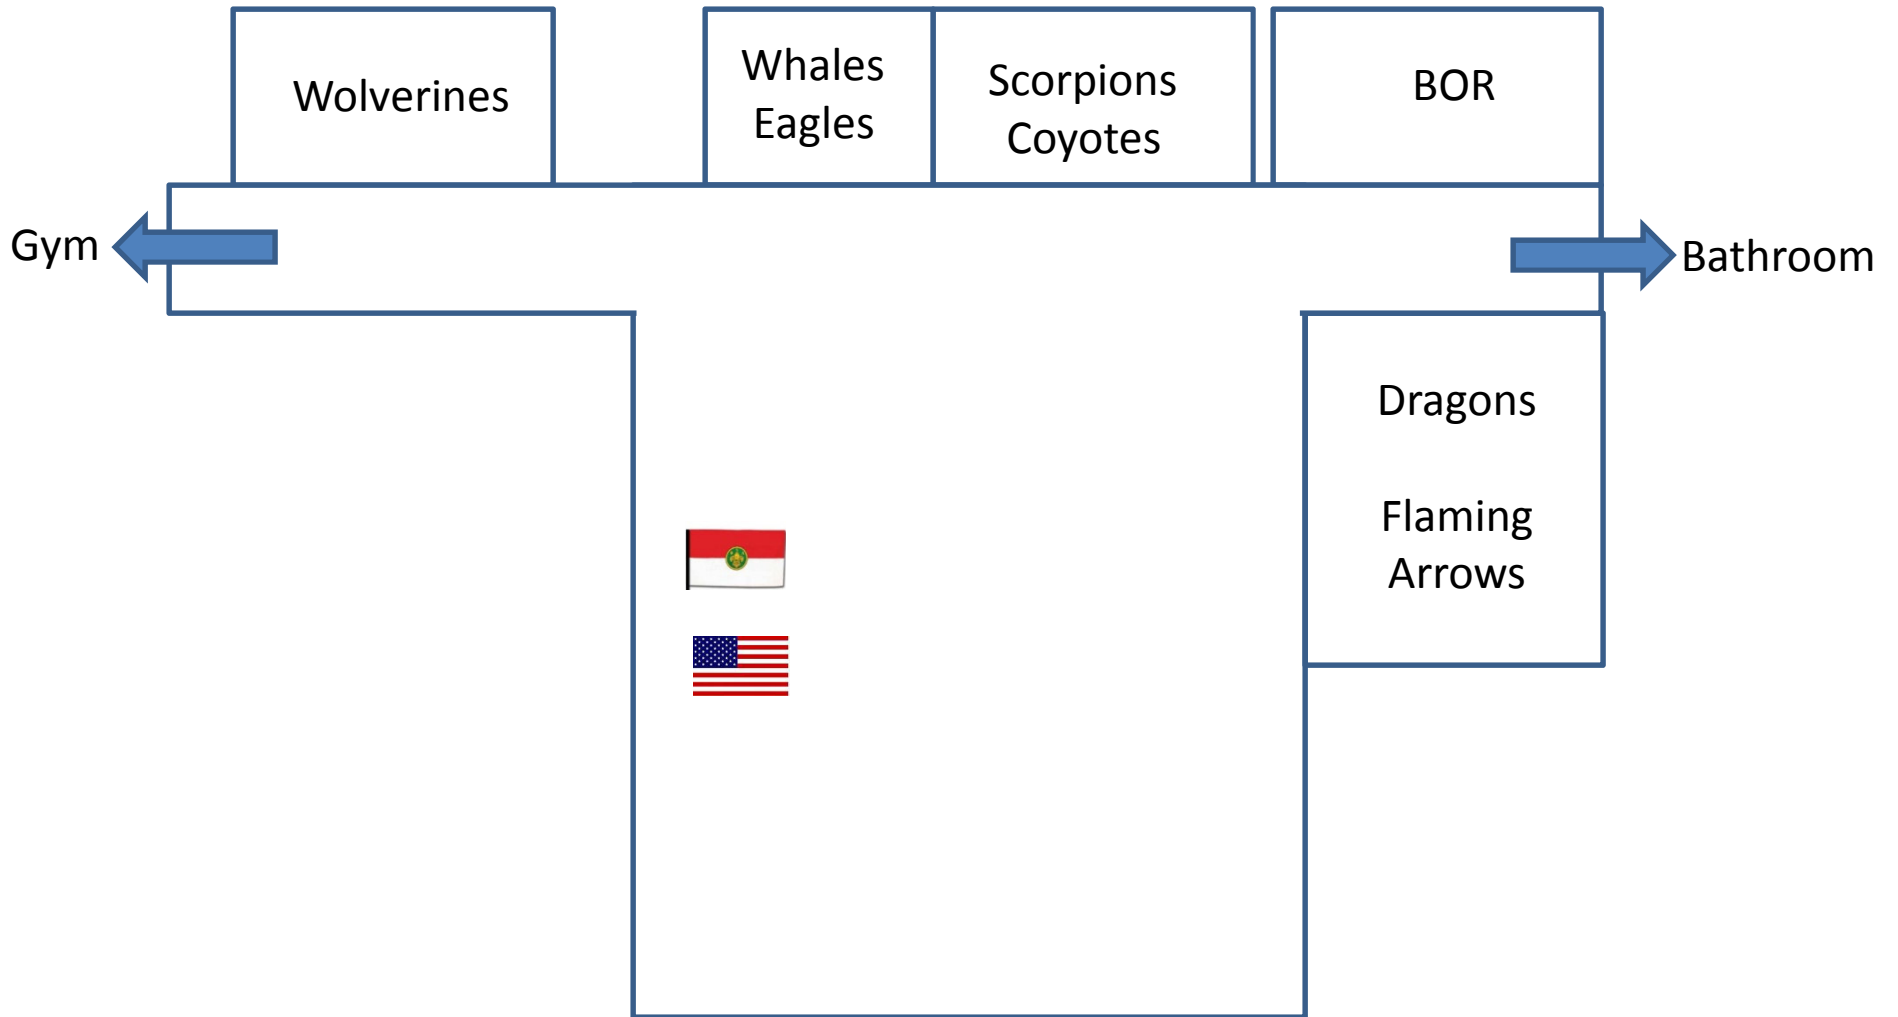 Wolverines
Whales
Eagles
Scorpions
Coyotes
BOR
Gym
Bathroom
Dragons
Flaming
Arrows